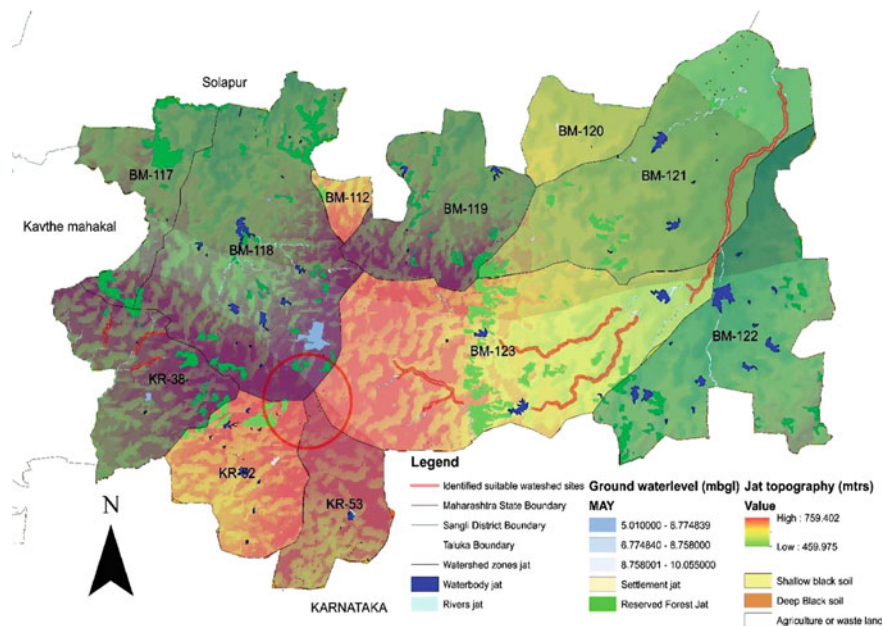 Solapur
BM-117
BM-112
BM-119
BM-120
BM-121
Kavthe mahakal
BM-118
BM-122
BM-123
KR-38
KR-52
KR-53
N
KARNATAKA
Legend
Identified suitable wateshed sites
Maharashtra State Boundary
Sangli District Boundary
Taluka Boundary
Watershed zones jat
Waterbody jat
Rivers jat
Ground waterlevel (mbgl)
MAY
5.010000 - 8.774839
6.774840 - 8.758000
8.758001 - 10.055000
Settlement jat
Reserved Forest Jat
Jat topography (mtrs)
Value
High : 759.402
Low : 459.975
Shallow black soil
Deep Black soil
Agriculture or waste land